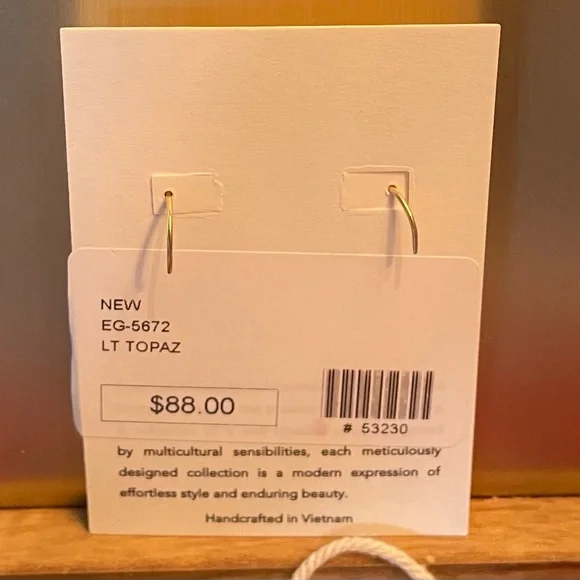 NEW
EG-5672
LT TOPAZ
$88.00
# 53230
by multicultural sensibilities, each meticulously
designed collection is a modern expression of
effortless style and enduring beauty.
Handcrafted in Vietnam